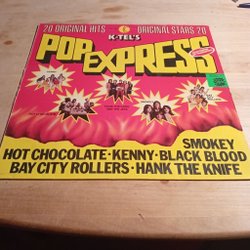 20 ORIGINAL HITS ORIGINAL STARS 20
K-TEL'S
POP EXPRESS
SMOKEY
HOT CHOCOLATE · KENNY · BLACK BLOOD
BAY CITY ROLLERS · HANK THE KNIFE